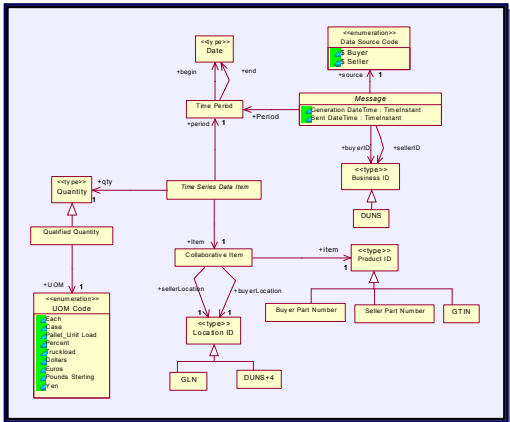 <<type>>
Date
<<enumeration>>
Data Source Code
$ Buyer
$ Seller
+begin
+end
+source
1
Time Period
+Period
Message
Generation DateTime : TimeInstant
Sent DateTime : TimeInstant
+period
1
+buyerID
+sellerID
<<type>>
Business ID
DUNS
<<type>>
Quantity
+qty
1
Time Series Data Item
Qualified Quantity
+Item
1
Collaborative Item
+item
1
<<type>>
Product ID
+UOM
1
+sellerLocation
+buyerLocation
<<enumeration>>
UOM Code
Each
Case
Pallet_Unit Load
Percent
Truckload
Dollars
Euros
Pounds Sterling
Yen
Buyer Part Number
Seller Part Number
GTIN
1
1
<<type>>
Location ID
GLN
DUNS+4